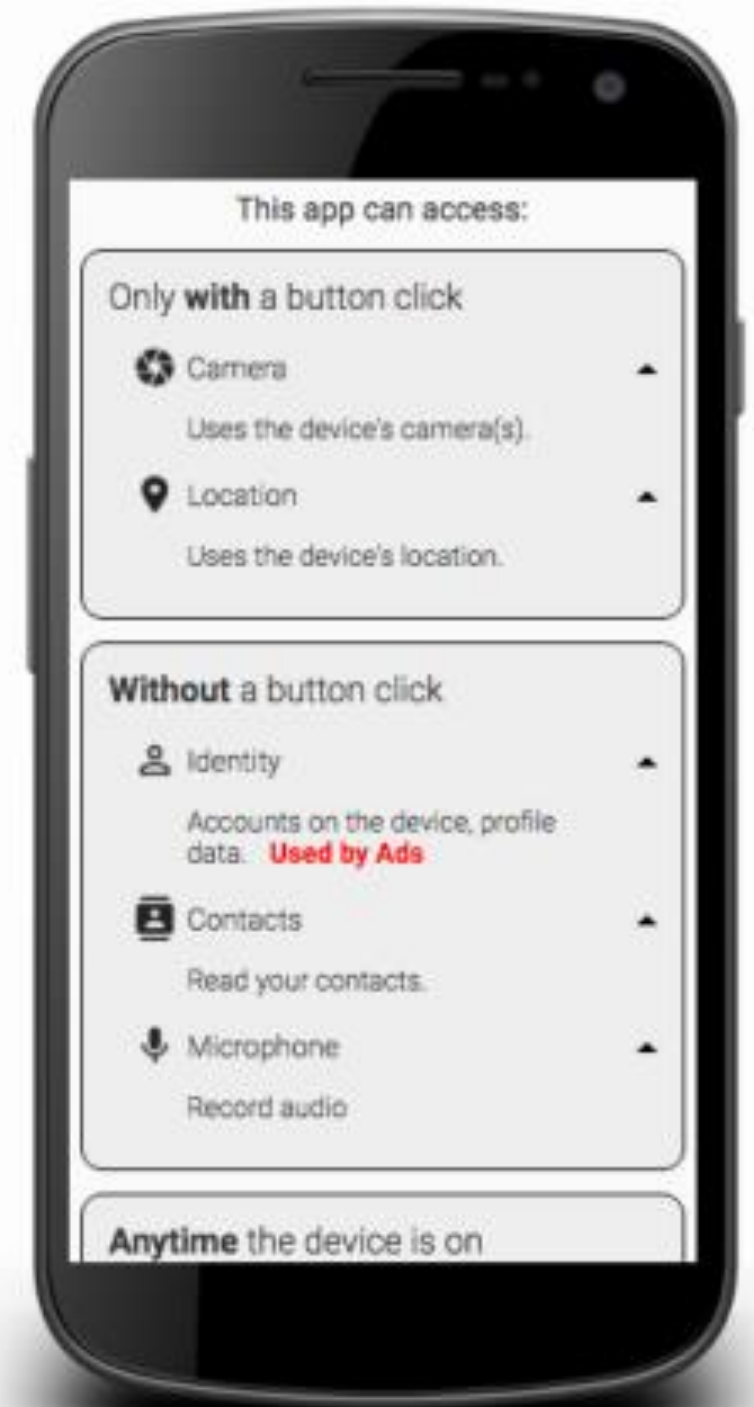 This app can access:
Only with a button click
Camera
Uses the device's camera(s).
Location
Uses the device's location.
Without a button click
Identity
Accounts on the device, profile
data. Used by Ads
Contacts
Read your contacts.
Microphone
Record audio
Anytime the device is on